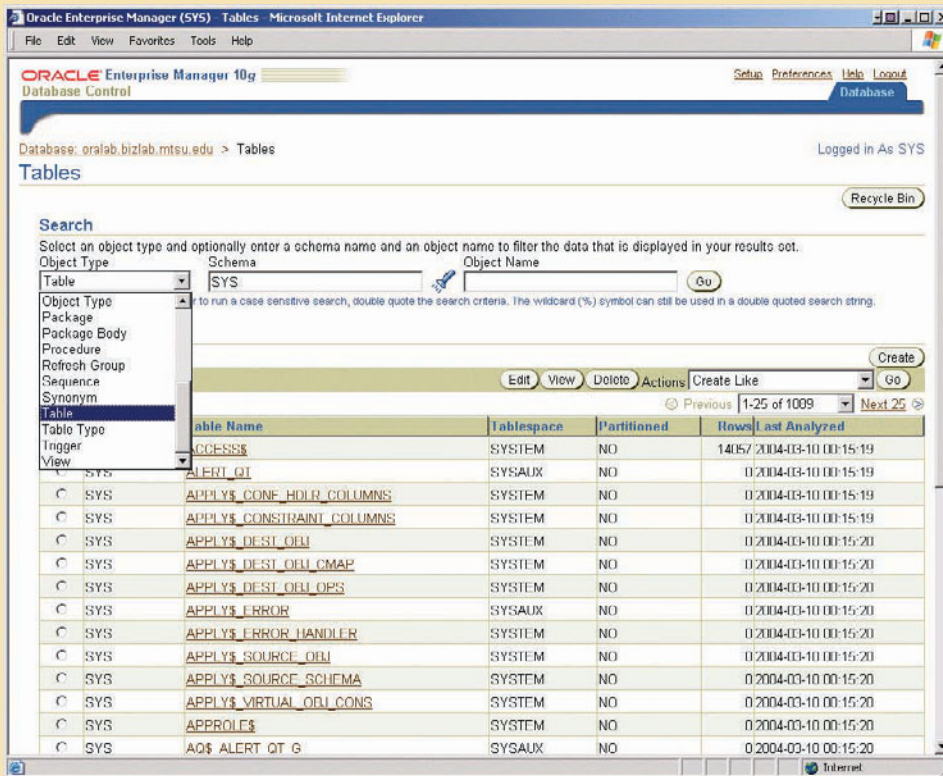 Oracle Enterprise Manager (SYS) - Tables - Microsoft Internet Explorer
File Edit View Favorites Tools Help
ORACLE Enterprise Manager 10g
Database Control
Setup Preferences Help Logout
Database
Database: oralab.bizlab.mtsu.edu > Tables
Logged in As SYS
Tables
Recycle Bin
Search
Select an object type and optionally enter a schema name and an object name to filter the data that is displayed in your results set.
Object Type Schema Object Name
Table SYS Go
r to run a case sensitive search, double quote the search criteria. The wildcard (%) symbol can still be used in a double quoted search string.
Object Type
Package
Package Body
Procedure
Refresh Group
Sequence
Synonym
Table
Table Type
Trigger
View
Create
Edit View Delete Actions Create Like Go
Previous 1-25 of 1009 Next 25
able Name Tablespace Partitioned Rows Last Analyzed
ACCESS$ SYSTEM NO 14057 2004-03-10 00:15:19
SYS ALERT_QT SYSAUX NO 0 2004-03-10 00:15:19
SYS APPLY$_CONF_HDLR_COLUMNS SYSTEM NO 0 2004-03-10 00:15:19
SYS APPLY$_CONSTRAINT_COLUMNS SYSTEM NO 0 2004-03-10 00:15:19
SYS APPLY$_DEST_OBJ SYSTEM NO 0 2004-03-10 00:15:20
SYS APPLY$_DEST_OBJ_CMAP SYSTEM NO 0 2004-03-10 00:15:20
SYS APPLY$_DEST_OBJ_OPS SYSTEM NO 0 2004-03-10 00:15:20
SYS APPLY$_ERROR SYSAUX NO 0 2004-03-10 00:15:20
SYS APPLY$_ERROR_HANDLER SYSTEM NO 0 2004-03-10 00:15:20
SYS APPLY$_SOURCE_OBJ SYSTEM NO 0 2004-03-10 00:15:20
SYS APPLY$_SOURCE_SCHEMA SYSTEM NO 0 2004-03-10 00:15:20
SYS APPLY$_VIRTUAL_OBJ_CONS SYSTEM NO 0 2004-03-10 00:15:20
SYS APPROLE$ SYSTEM NO 0 2004-03-10 00:15:20
SYS AQ$_ALERT_QT_G SYSAUX NO 0 2004-03-10 00:15:20
Internet